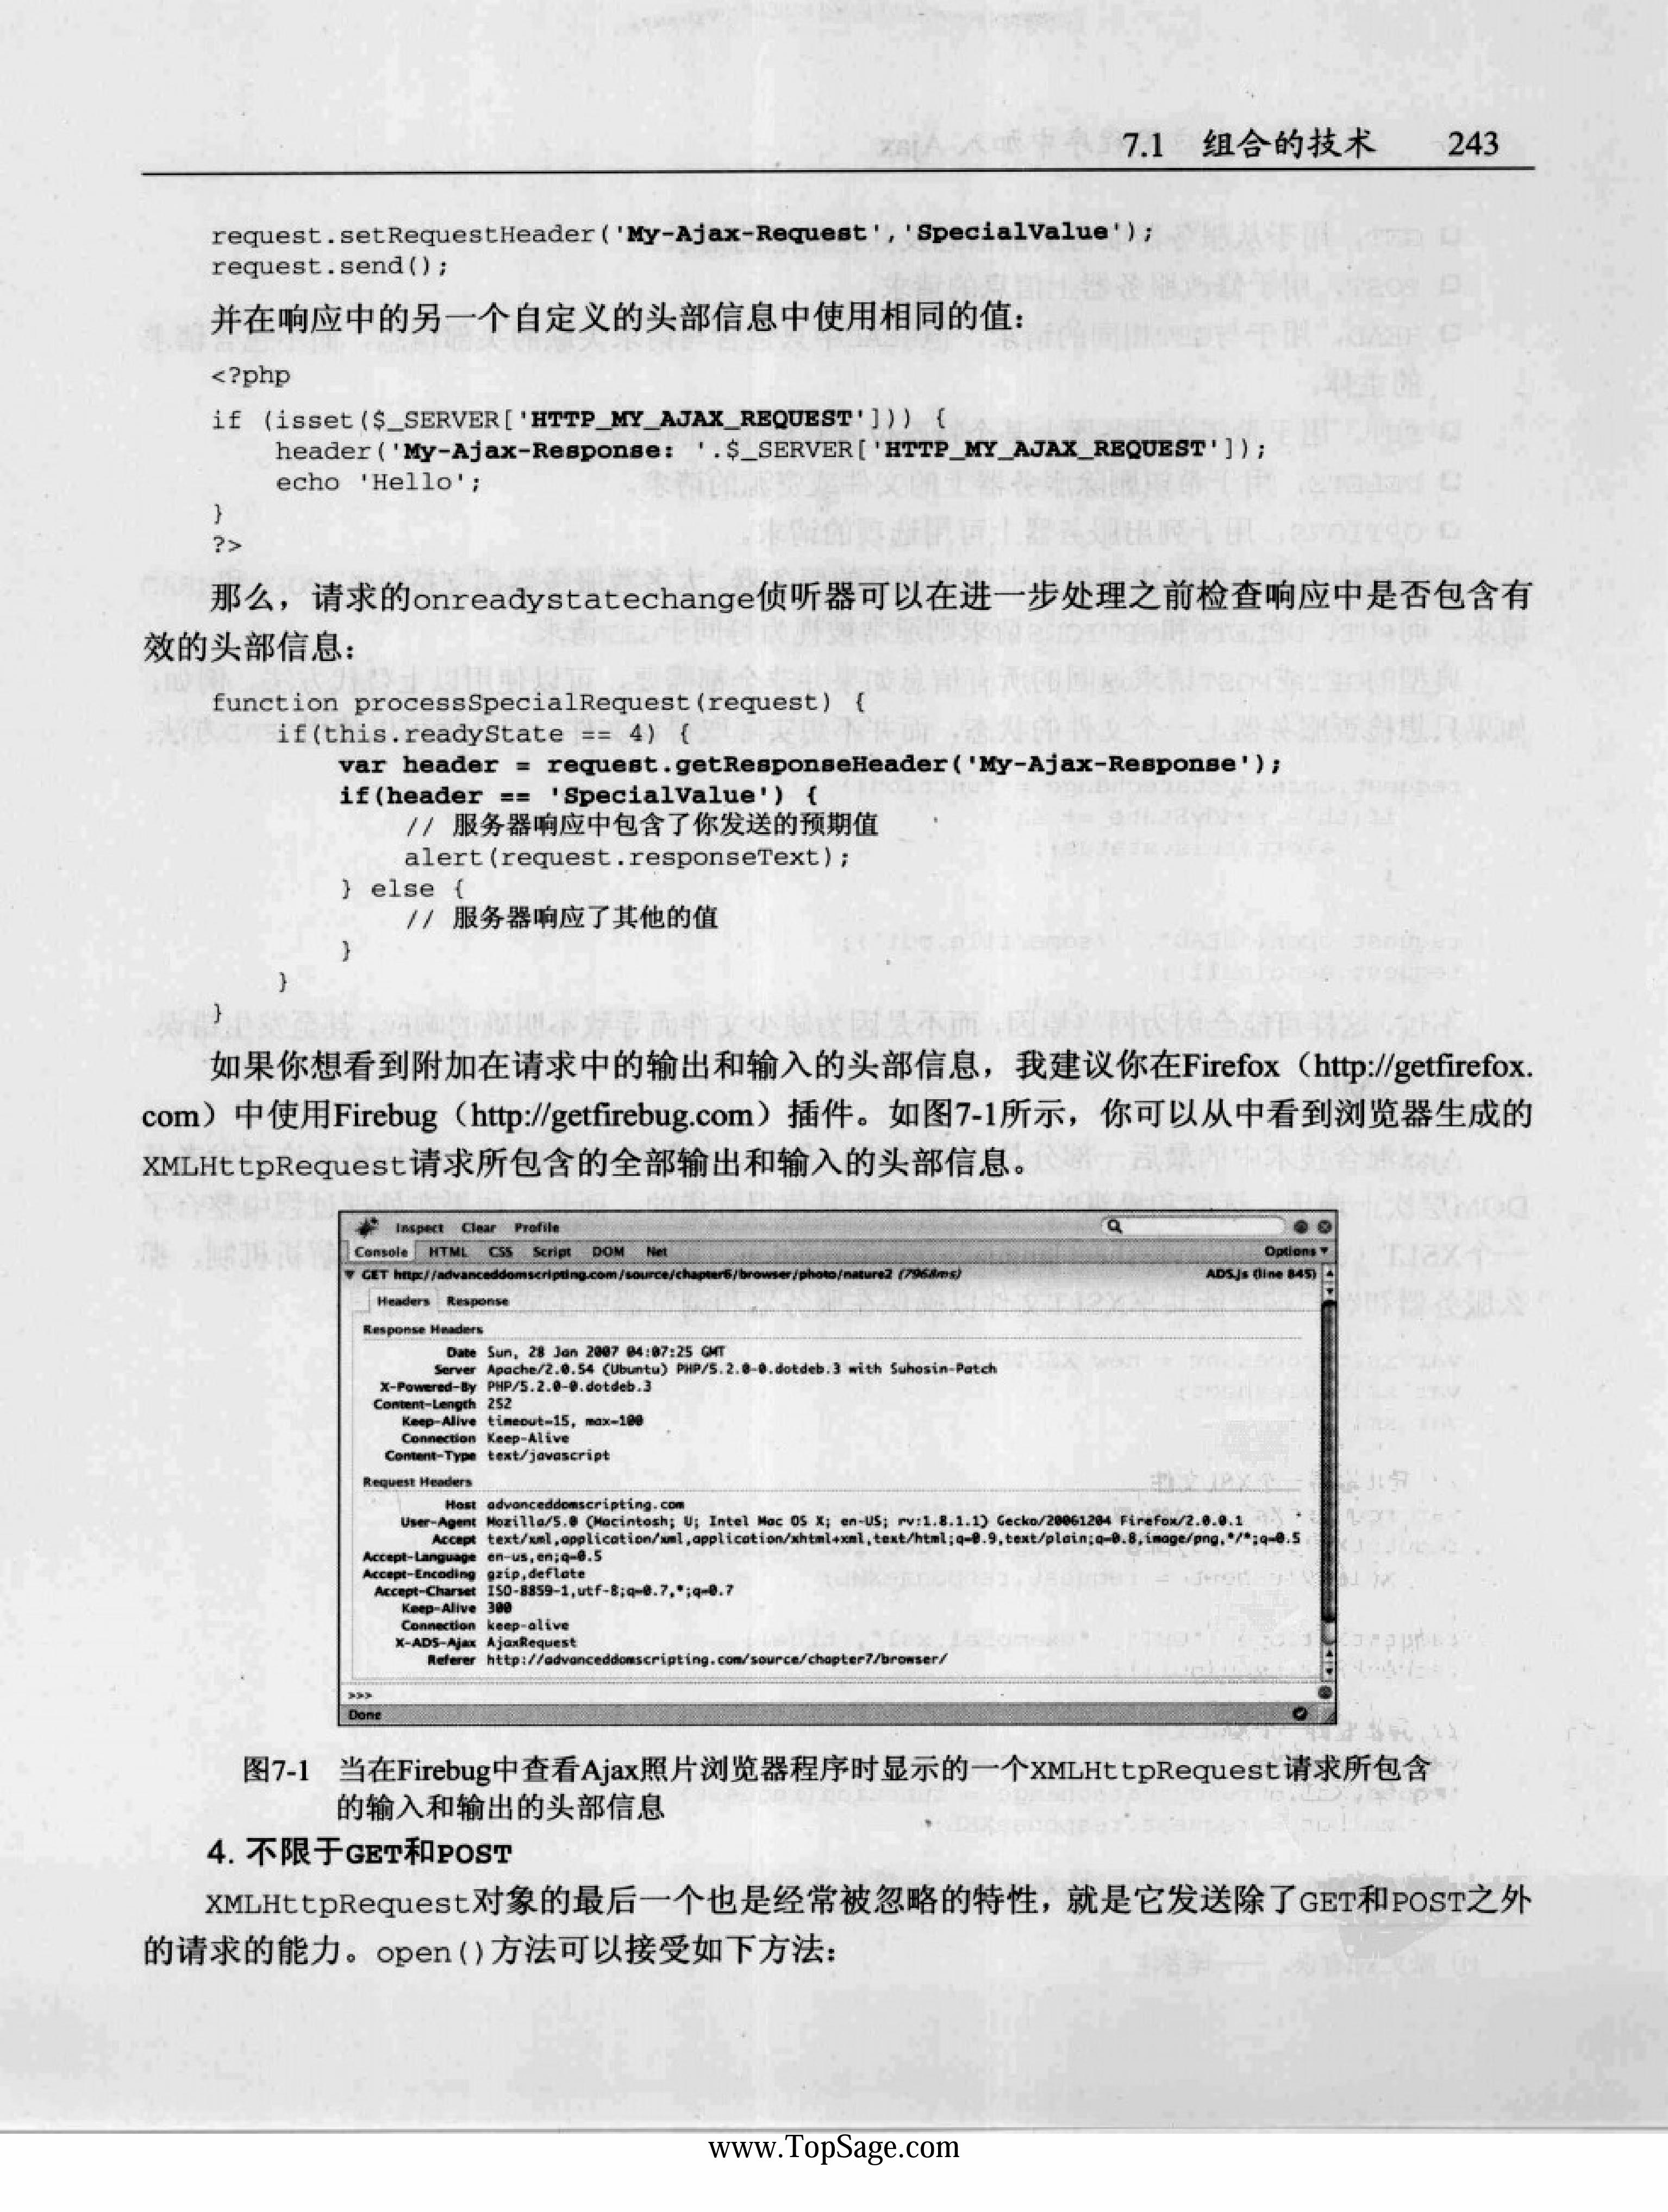 7.1 组合的技术 243
request.setRequestHeader('My-Ajax-Request','SpecialValue');
request.send();
并在响应中的另一个自定义的头部信息中使用相同的值：
<?php
if (isset($_SERVER['HTTP_MY_AJAX_REQUEST'])) {
header('My-Ajax-Response: '.$_SERVER['HTTP_MY_AJAX_REQUEST']);
echo 'Hello';
}
?>
那么，请求的onreadystatechange侦听器可以在进一步处理之前检查响应中是否包含有
效的头部信息：
function processSpecialRequest(request) {
if(this.readyState == 4) {
var header = request.getResponseHeader('My-Ajax-Response');
if(header == 'SpecialValue') {
// 服务器响应中包含了你发送的预期值
alert(request.responseText);
} else {
// 服务器响应了其他的值
}
}
}
如果你想看到附加在请求中的输出和输入的头部信息，我建议你在Firefox（http://getfirefox.
com）中使用Firebug（http://getfirebug.com）插件。如图7-1所示，你可以从中看到浏览器生成的
XMLHttpRequest请求所包含的全部输出和输入的头部信息。
Inspect Clear Profile
Console HTML CSS Script DOM Net Options
GET http://advanceddomscripting.com/source/chapter6/browser/photo/nature2 (7968ms) ADS.js (line 845)
Headers Response
Response Headers
Date Sun, 28 Jan 2007 04:07:25 GMT
Server Apache/2.0.54 (Ubuntu) PHP/5.2.0-0.dotdeb.3 with Suhosin-Patch
X-Powered-By PHP/5.2.0-0.dotdeb.3
Content-Length 252
Keep-Alive timeout=15, max=100
Connection Keep-Alive
Content-Type text/javascript
Request Headers
Host advanceddomscripting.com
User-Agent Mozilla/5.0 (Macintosh; U; Intel Mac OS X; en-US; rv:1.8.1.1) Gecko/20061204 Firefox/2.0.0.1
Accept text/xml,application/xml,application/xhtml+xml,text/html;q=0.9,text/plain;q=0.8,image/png,*/*;q=0.5
Accept-Language en-us,en;q=0.5
Accept-Encoding gzip,deflate
Accept-Charset ISO-8859-1,utf-8;q=0.7,*;q=0.7
Keep-Alive 300
Connection keep-alive
X-ADS-Ajax AjaxRequest
Referer http://advanceddomscripting.com/source/chapter7/browser/
>>>
Done
图7-1 当在Firebug中查看Ajax照片浏览器程序时显示的一个XMLHttpRequest请求所包含
的输入和输出的头部信息
4. 不限于GET和POST
XMLHttpRequest对象的最后一个也是经常被忽略的特性，就是它发送除了GET和POST之外
的请求的能力。open()方法可以接受如下方法：
www.TopSage.com